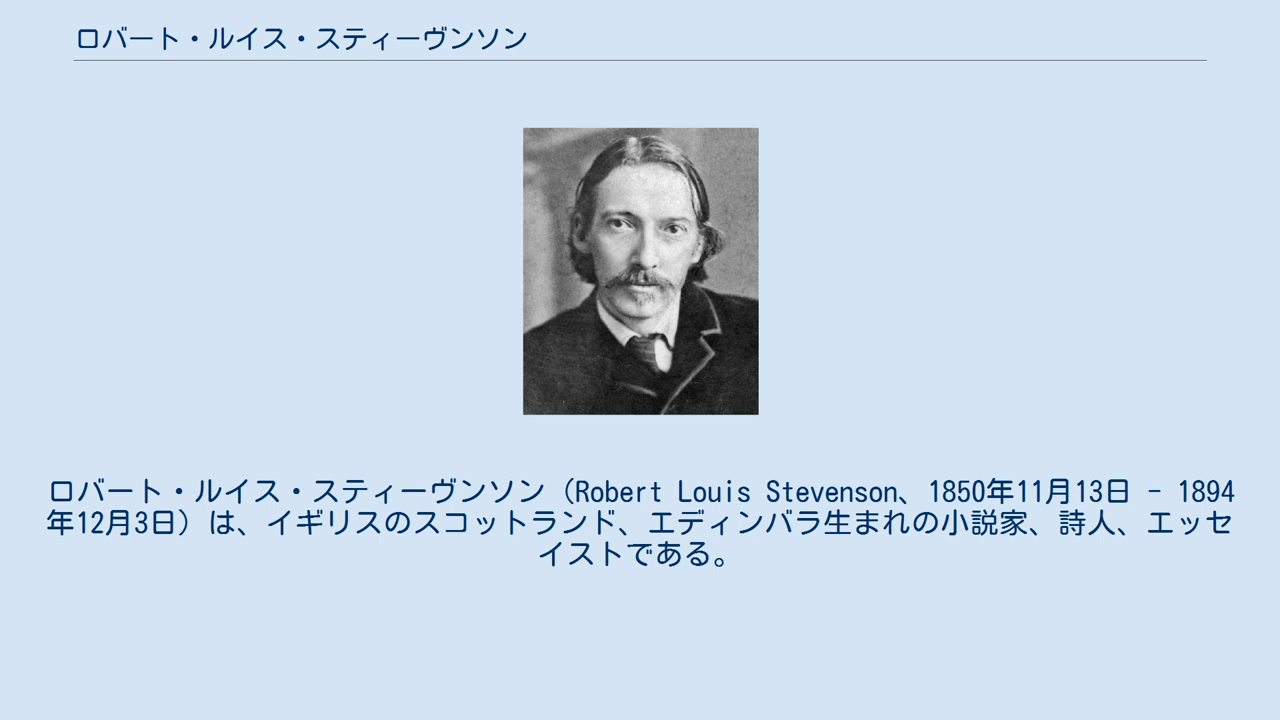 ロバート・ルイス・スティーヴンソン
ロバート・ルイス・スティーヴンソン（Robert Louis Stevenson、1850年11月13日 - 1894
年12月3日）は、イギリスのスコットランド、エディンバラ生まれの小説家、詩人、エッセ
イストである。